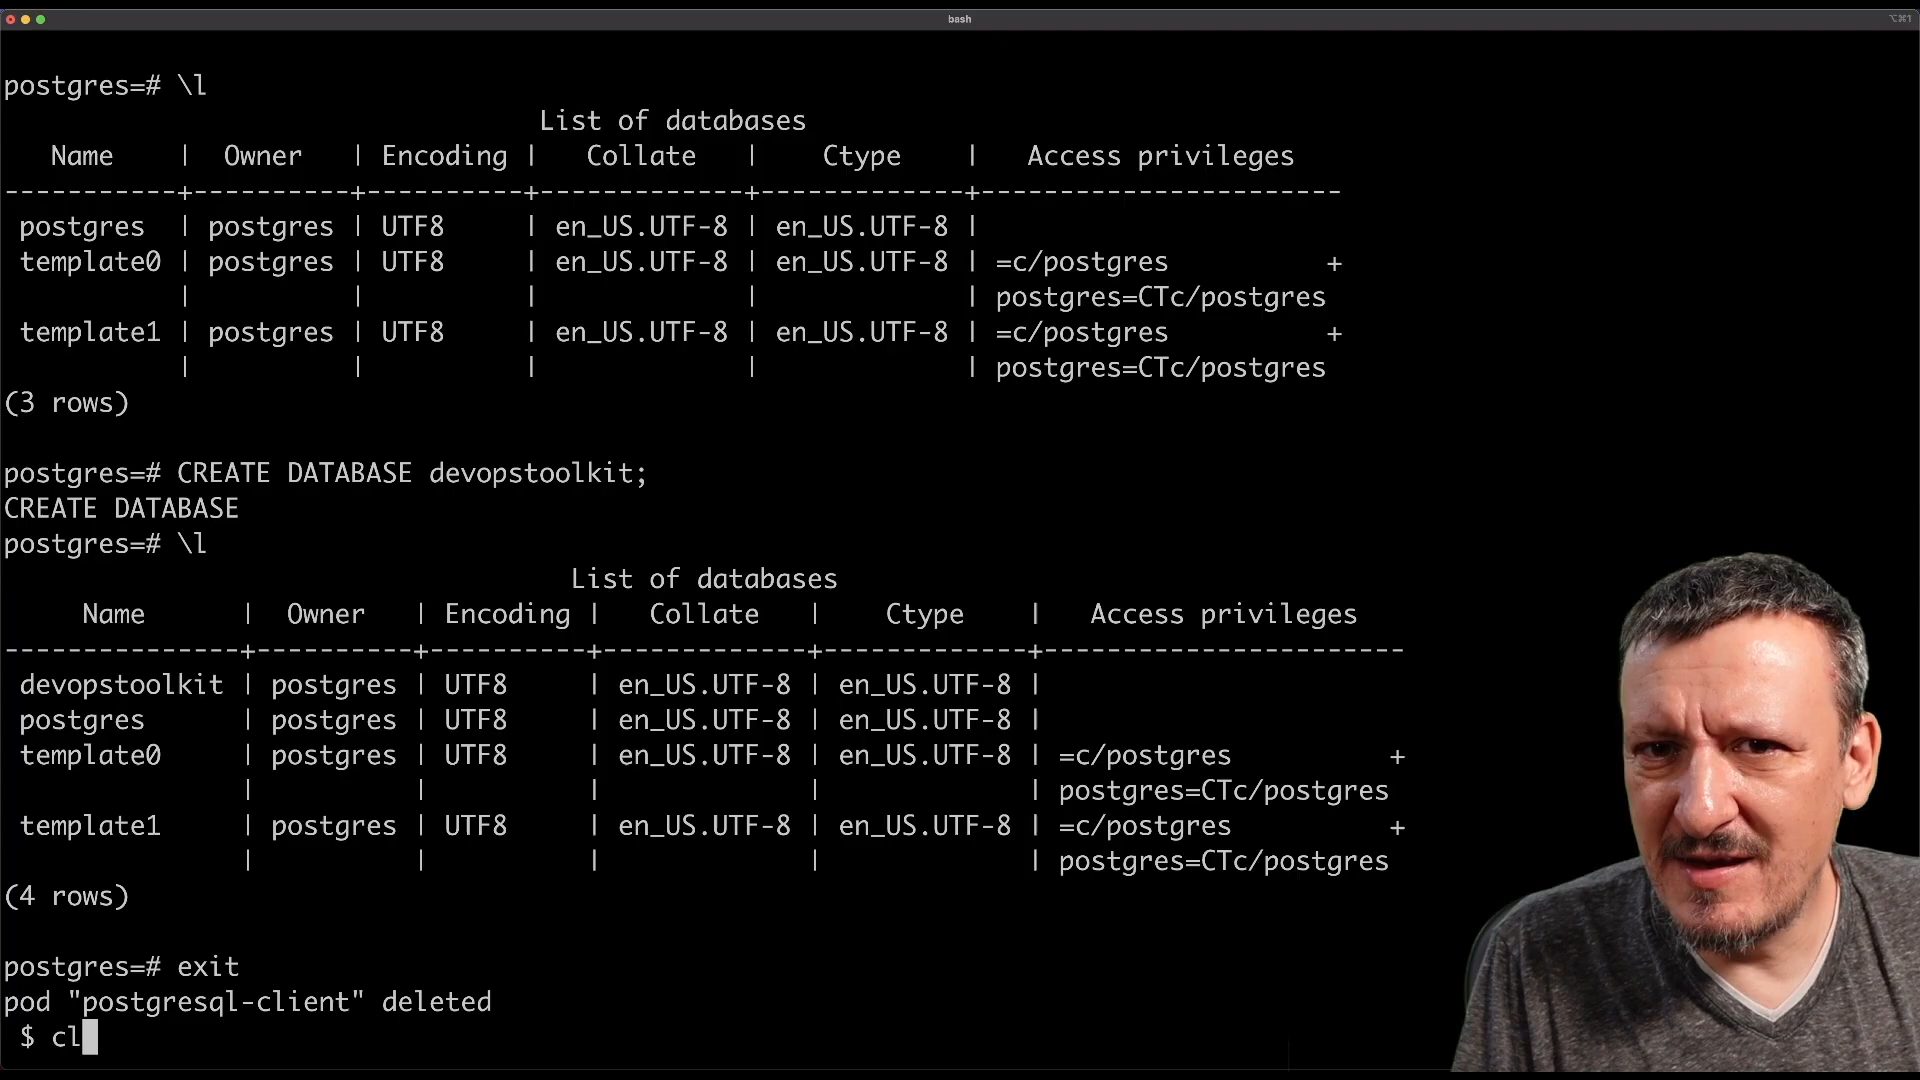 bash
⌥⌘1
postgres=# \l
List of databases
Name | Owner | Encoding | Collate | Ctype | Access privileges
-----------+----------+----------+-------------+-------------+-----------------------
postgres | postgres | UTF8 | en_US.UTF-8 | en_US.UTF-8 |
template0 | postgres | UTF8 | en_US.UTF-8 | en_US.UTF-8 | =c/postgres +
| | | | | postgres=CTc/postgres
template1 | postgres | UTF8 | en_US.UTF-8 | en_US.UTF-8 | =c/postgres +
| | | | | postgres=CTc/postgres
(3 rows)
postgres=# CREATE DATABASE devopstoolkit;
CREATE DATABASE
postgres=# \l
List of databases
Name | Owner | Encoding | Collate | Ctype | Access privileges
---------------+----------+----------+-------------+-------------+-----------------------
devopstoolkit | postgres | UTF8 | en_US.UTF-8 | en_US.UTF-8 |
postgres | postgres | UTF8 | en_US.UTF-8 | en_US.UTF-8 |
template0 | postgres | UTF8 | en_US.UTF-8 | en_US.UTF-8 | =c/postgres +
| | | | | postgres=CTc/postgres
template1 | postgres | UTF8 | en_US.UTF-8 | en_US.UTF-8 | =c/postgres +
| | | | | postgres=CTc/postgres
(4 rows)
postgres=# exit
pod "postgresql-client" deleted
$ cl